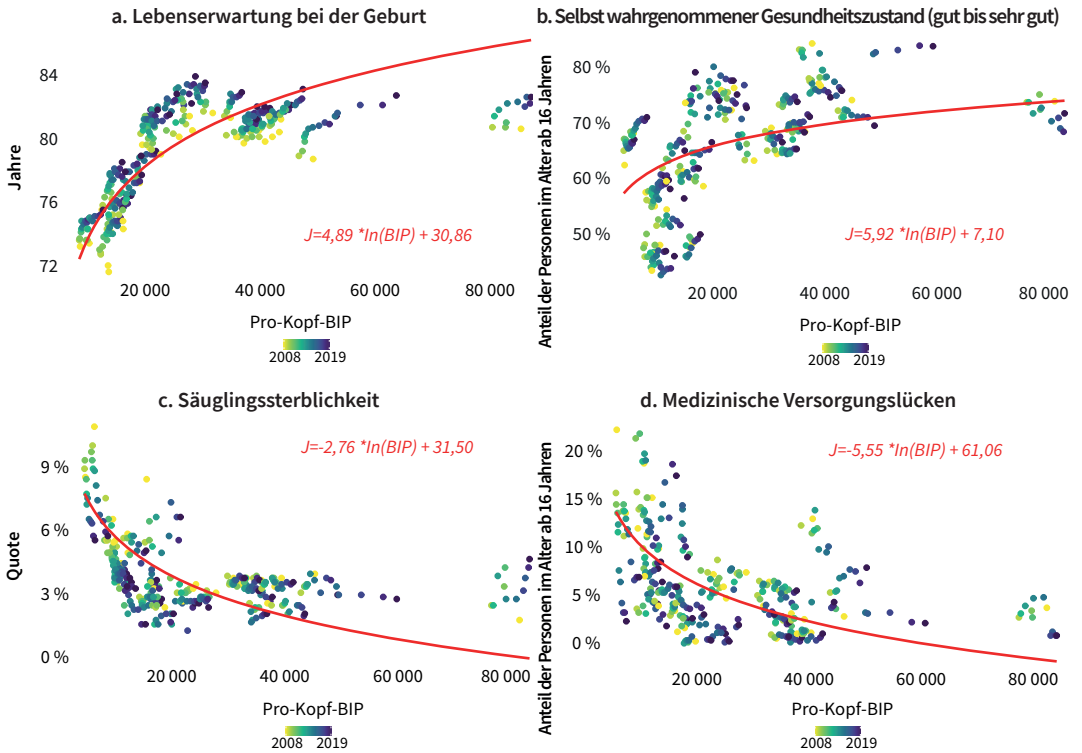 a. Lebenserwartung bei der Geburt
Jahre
84
80
76
72
J=4,89 *In(BIP) + 30,86
20 000 40 000 60 000 80 000
Pro-Kopf-BIP
2008 2019
b. Selbst wahrgenommener Gesundheitszustand (gut bis sehr gut)
Anteil der Personen im Alter ab 16 Jahren
80 %
70 %
60 %
50 %
J=5,92 *In(BIP) + 7,10
20 000 40 000 60 000 80 000
Pro-Kopf-BIP
2008 2019
c. Säuglingssterblichkeit
Quote
9 %
6 %
3 %
0 %
J=-2,76 *In(BIP) + 31,50
20 000 40 000 60 000 80 000
Pro-Kopf-BIP
2008 2019
d. Medizinische Versorgungslücken
Anteil der Personen im Alter ab 16 Jahren
20 %
15 %
10 %
5 %
0 %
J=-5,55 *In(BIP) + 61,06
20 000 40 000 60 000 80 000
Pro-Kopf-BIP
2008 2019